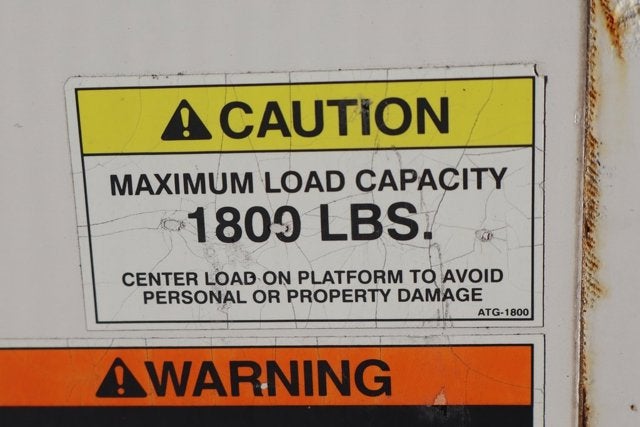 CAUTION
MAXIMUM LOAD CAPACITY
1800 LBS.
CENTER LOAD ON PLATFORM TO AVOID
PERSONAL OR PROPERTY DAMAGE
ATG-1800
WARNING